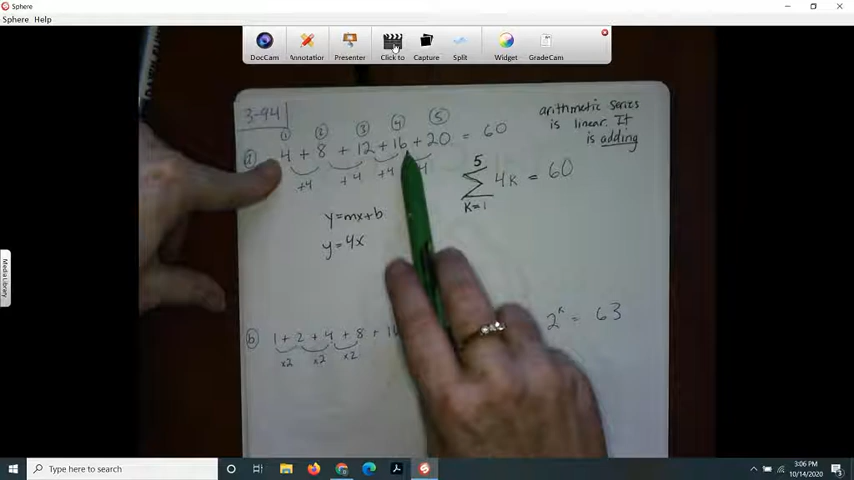 Sphere
Sphere Help
DocCam Annotation Presenter Click to Capture Split Widget GradeCam
Media Library
3-94
① ② ③ ④ ⑤
ⓐ 4 + 8 + 12 + 16 + 20 = 60
+4 +4 +4 4
arithmetic series
is linear. It
is adding
5
∑ 4k = 60
k=1
y=mx+b
y=4x
ⓑ 1 + 2 + 4 + 8 +
x2 x2 x2
2ᵏ = 63
Type here to search
3:06 PM
10/14/2020